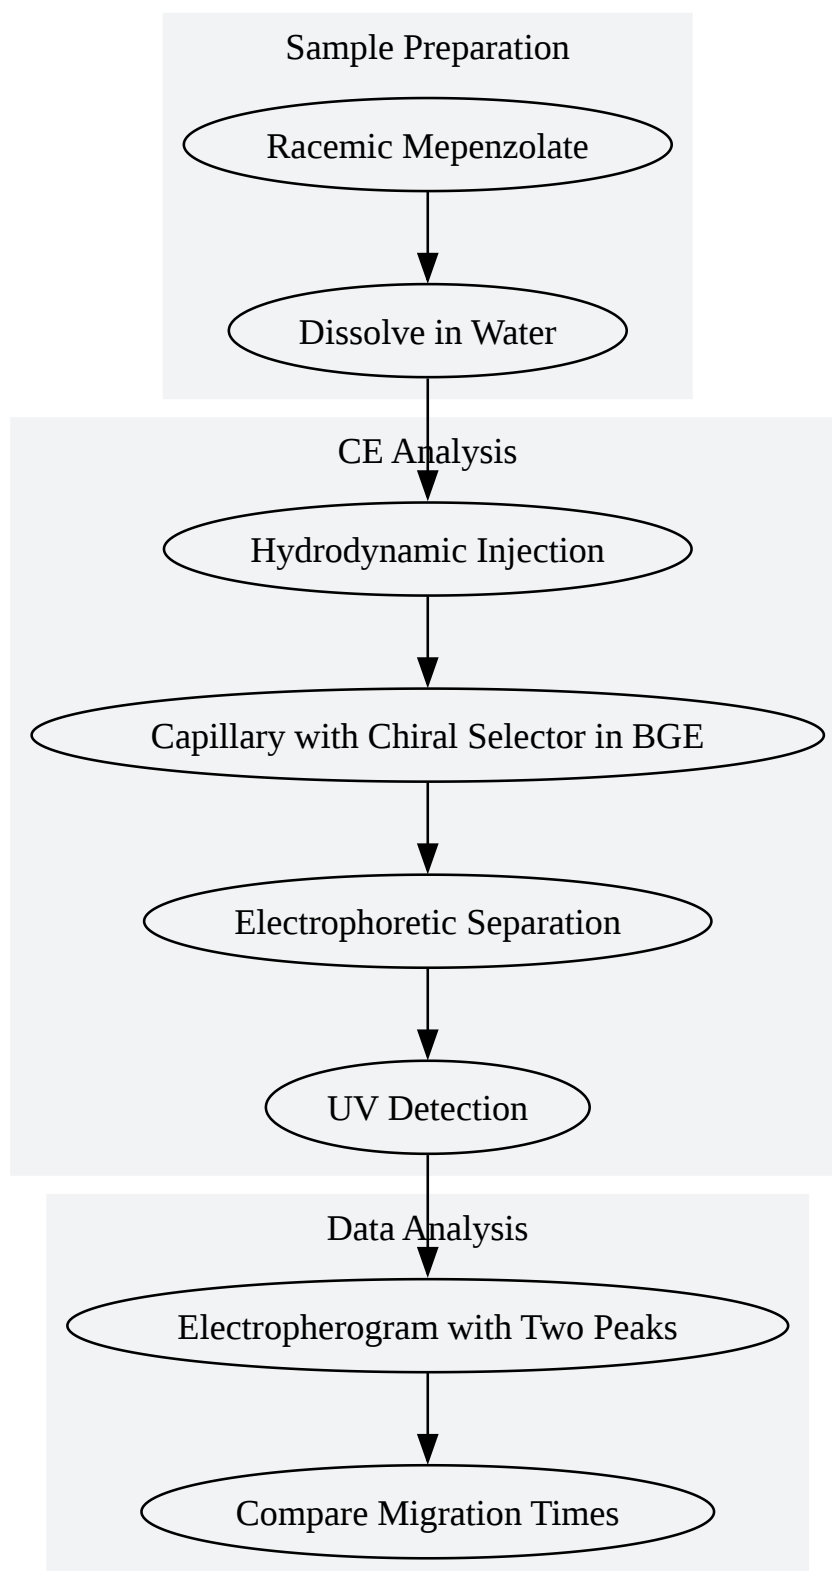 Sample Preparation
Racemic Mepenzolate
Dissolve in Water
CE Analysis
Hydrodynamic Injection
Capillary with Chiral Selector in BGE
Electrophoretic Separation
UV Detection
Data Analysis
Electropherogram with Two Peaks
Compare Migration Times